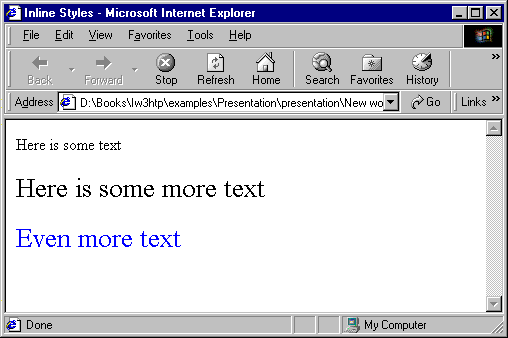 Inline Styles - Microsoft Internet Explorer
File Edit View Favorites Tools Help
Back Forward Stop Refresh Home Search Favorites History »
Address D:\Books\Iw3htp\examples\Presentation\presentation\New wo Go Links »
Here is some text
Here is some more text
Even more text
Done My Computer